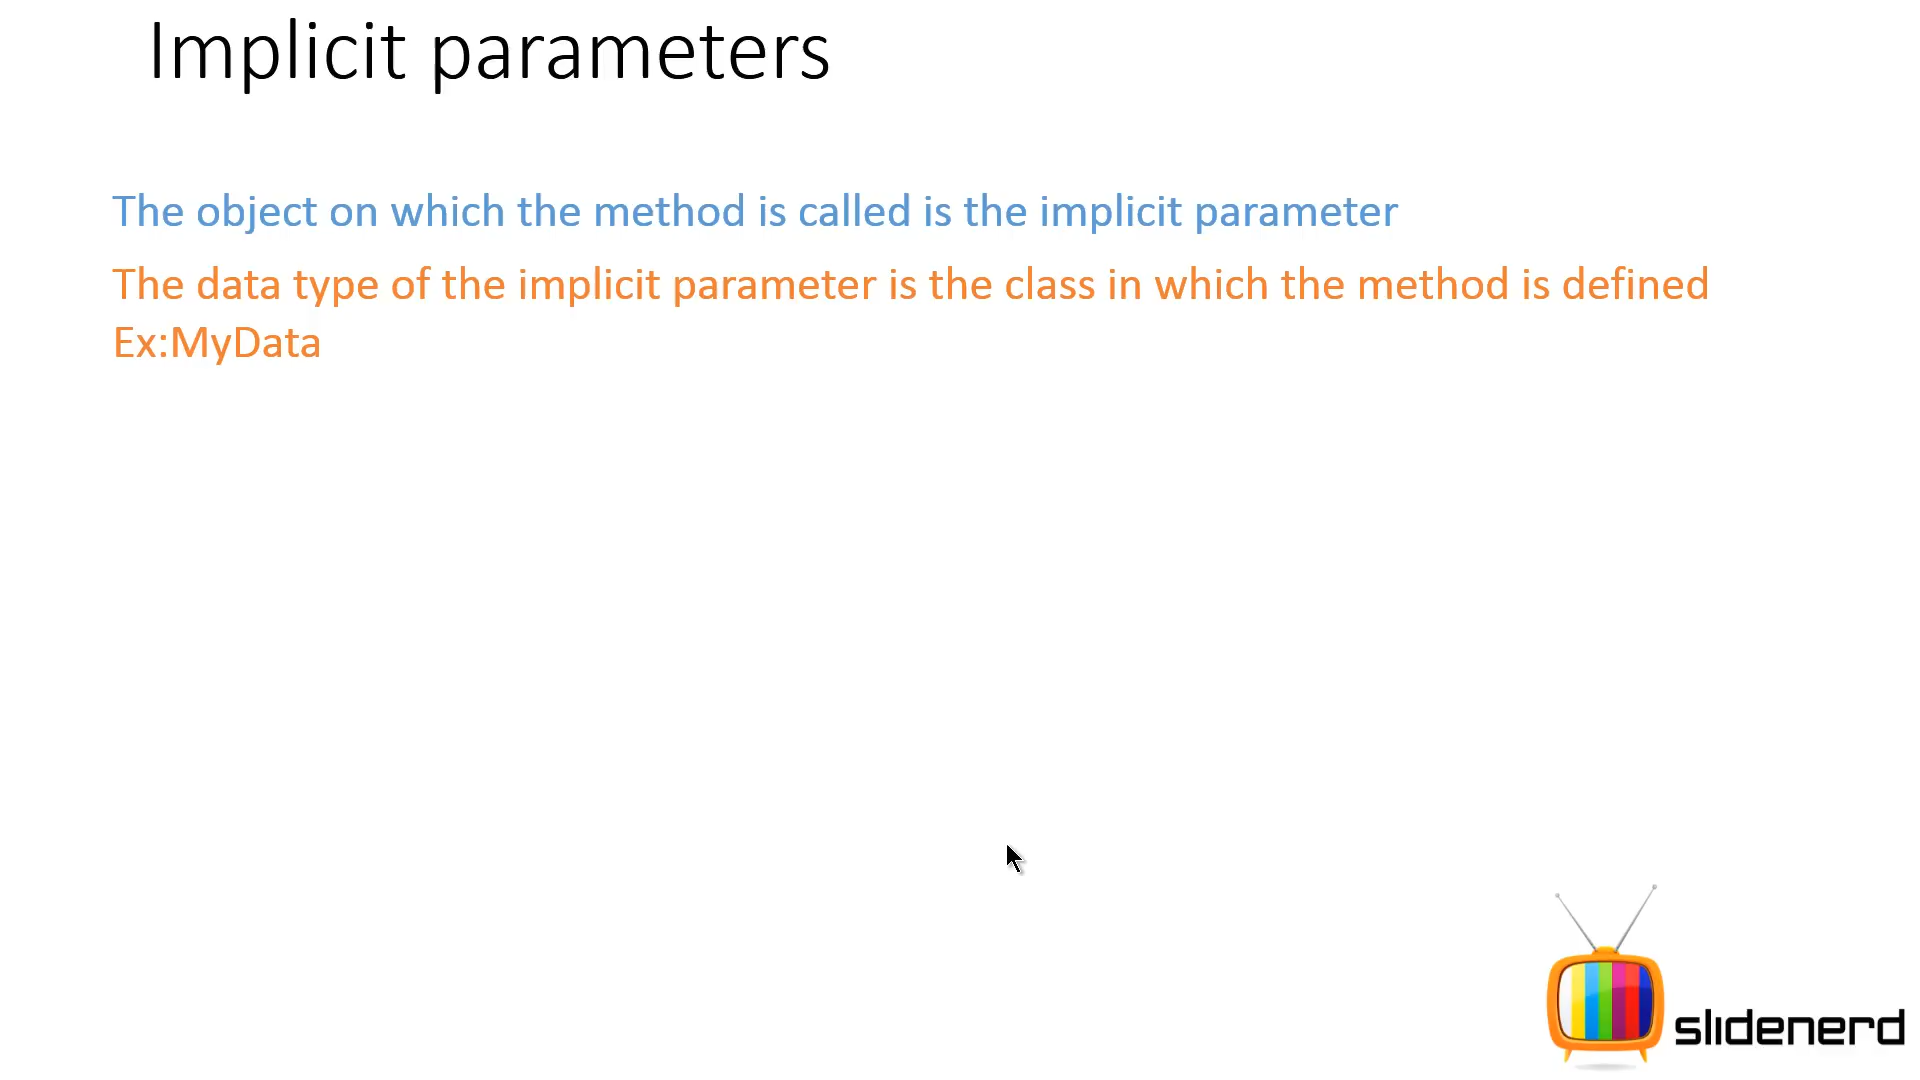 Implicit parameters
The object on which the method is called is the implicit parameter
The data type of the implicit parameter is the class in which the method is defined
Ex:MyData
slidenerd